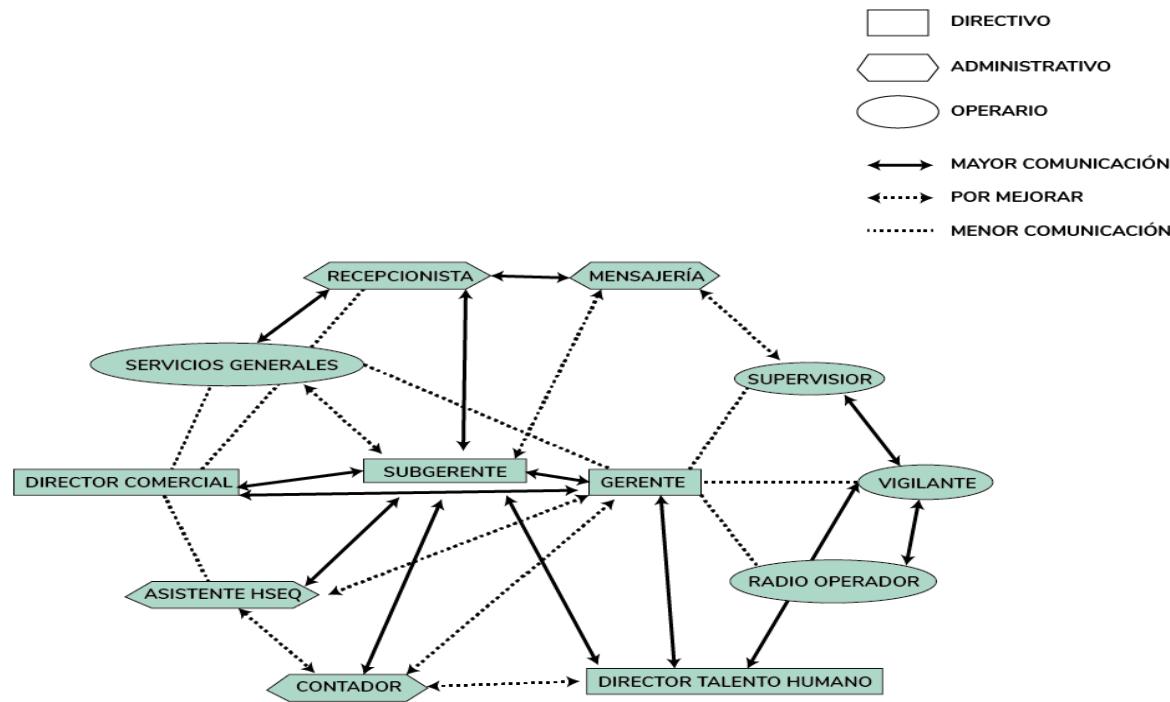 DIRECTIVO
ADMINISTRATIVO
OPERARIO
MAYOR COMUNICACIÓN
POR MEJORAR
MENOR COMUNICACIÓN
RECEPCIONISTA
MENSAJERÍA
SERVICIOS GENERALES
SUPERVISIOR
SUBGERENTE
DIRECTOR COMERCIAL
GERENTE
VIGILANTE
ASISTENTE HSEQ
RADIO OPERADOR
CONTADOR
DIRECTOR TALENTO HUMANO